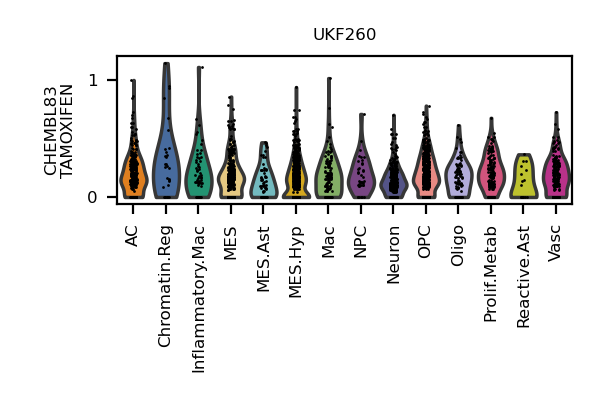 UKF260
CHEMBL83
TAMOXIFEN
1
0
AC
Chromatin.Reg
Inflammatory.Mac
MES
MES.Ast
MES.Hyp
Mac
NPC
Neuron
OPC
Oligo
Prolif.Metab
Reactive.Ast
Vasc